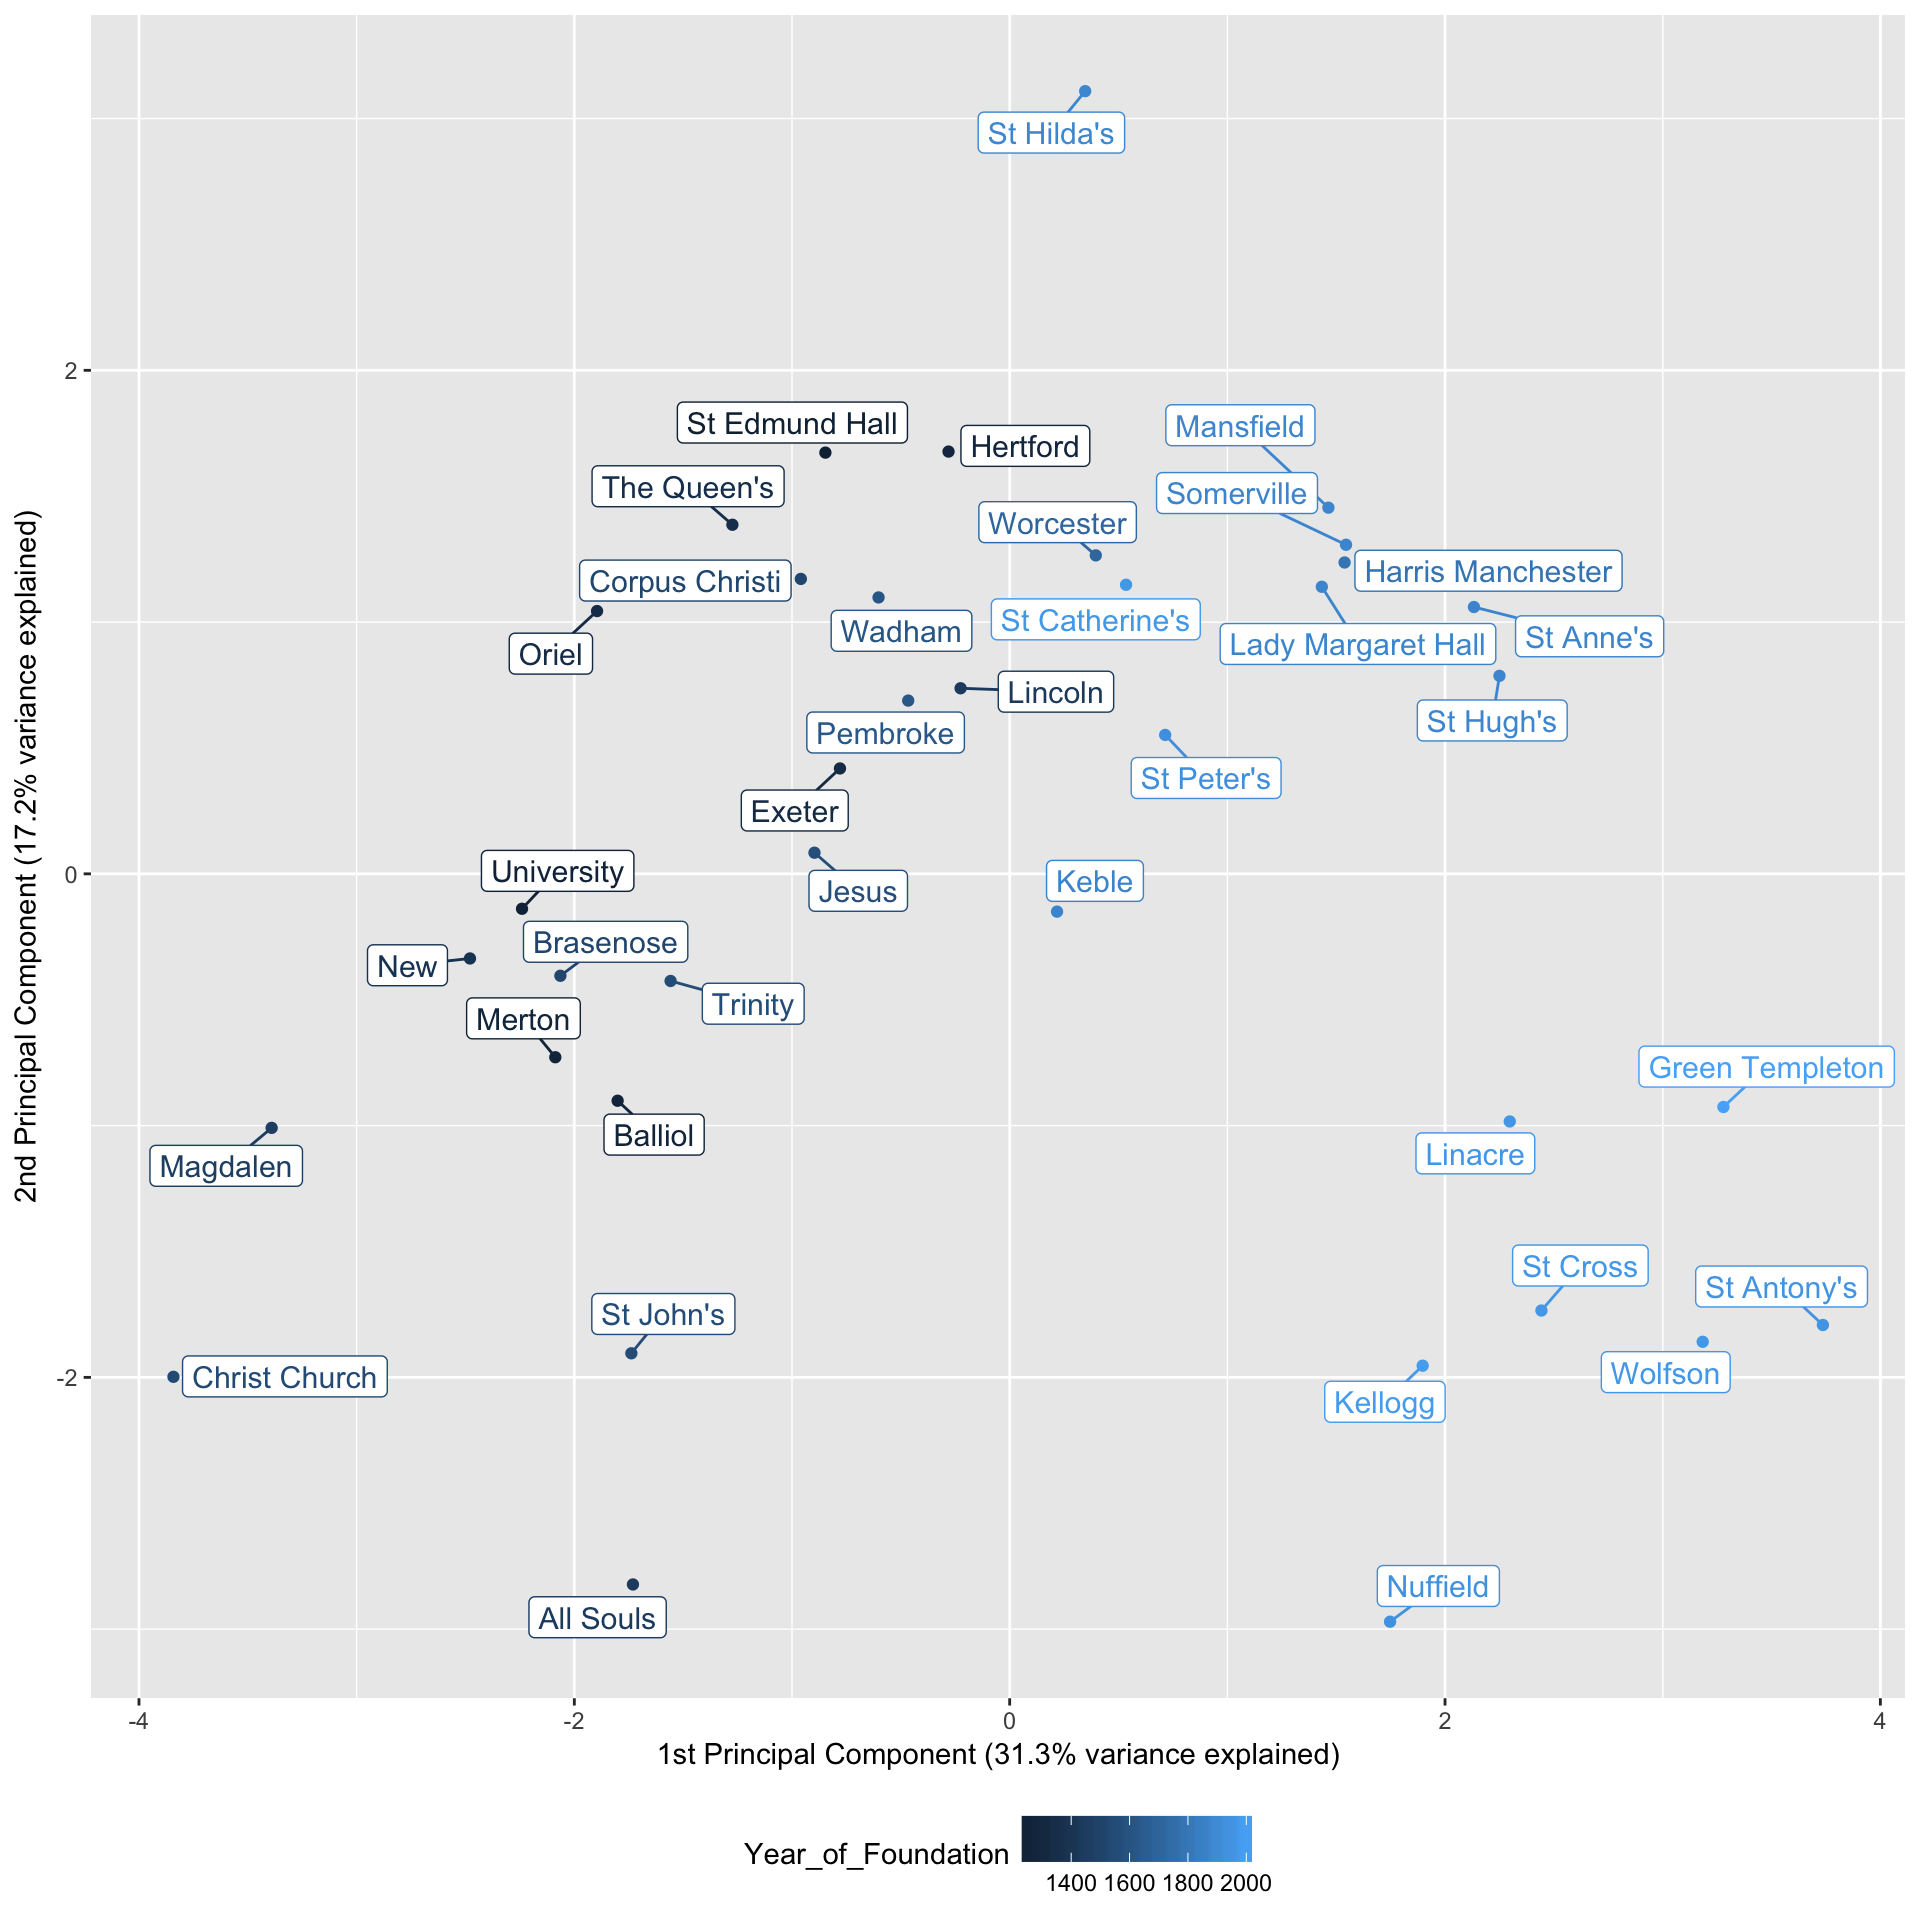 St Hilda's
2
St Edmund Hall
Hertford
Mansfield
The Queen's
Somerville
Worcester
Corpus Christi
Harris Manchester
Wadham
St Catherine's
Oriel
Lady Margaret Hall
St Anne's
Lincoln
Pembroke
St Hugh's
St Peter's
Exeter
0
University
Jesus
Keble
Brasenose
New
Trinity
Merton
Green Templeton
Balliol
Linacre
Magdalen
St Cross
St Antony's
St John's
-2
Christ Church
Wolfson
Kellogg
Nuffield
All Souls
2nd Principal Component (17.2% variance explained)
-4 -2 0 2 4
1st Principal Component (31.3% variance explained)
Year_of_Foundation
1400 1600 1800 2000